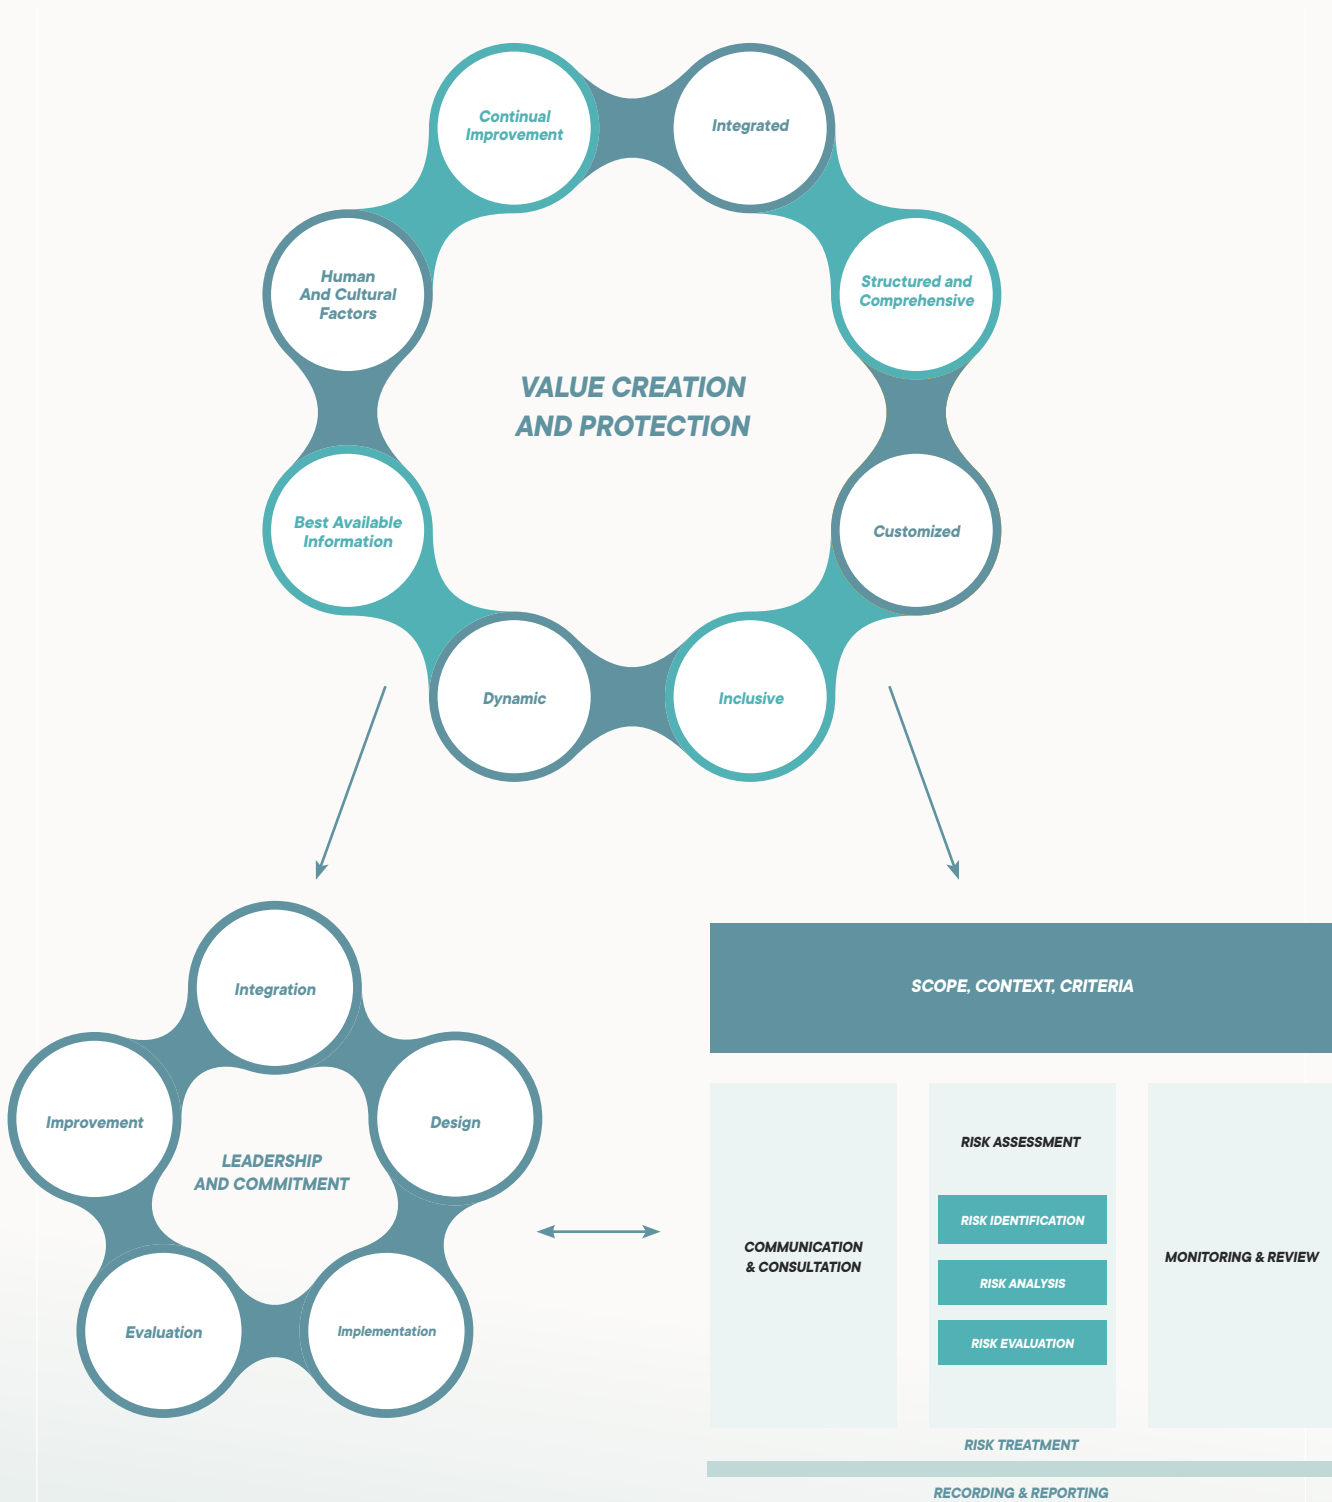 Continual
Improvement
Integrated
Human
And Cultural
Factors
Structured and
Comprehensive
VALUE CREATION
AND PROTECTION
Best Available
Information
Customized
Dynamic
Inclusive
Integration
Improvement
Design
LEADERSHIP
AND COMMITMENT
Evaluation
Implementation
SCOPE, CONTEXT, CRITERIA
COMMUNICATION
& CONSULTATION
RISK ASSESSMENT
RISK IDENTIFICATION
RISK ANALYSIS
RISK EVALUATION
MONITORING & REVIEW
RISK TREATMENT
RECORDING & REPORTING